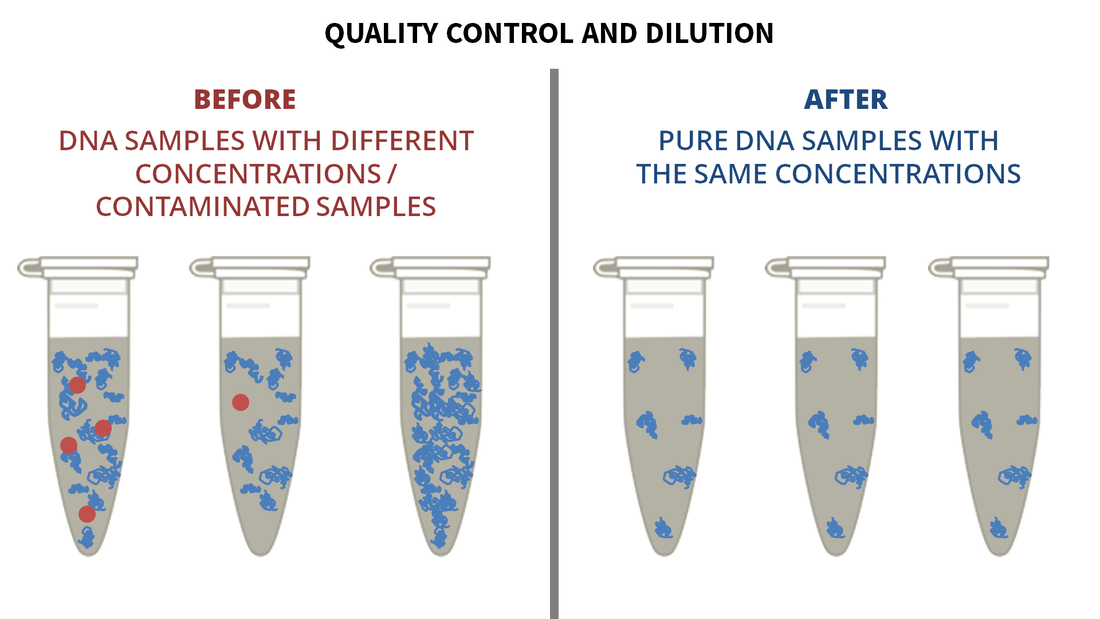 QUALITY CONTROL AND DILUTION
BEFORE
DNA SAMPLES WITH DIFFERENT
CONCENTRATIONS /
CONTAMINATED SAMPLES
AFTER
PURE DNA SAMPLES WITH
THE SAME CONCENTRATIONS